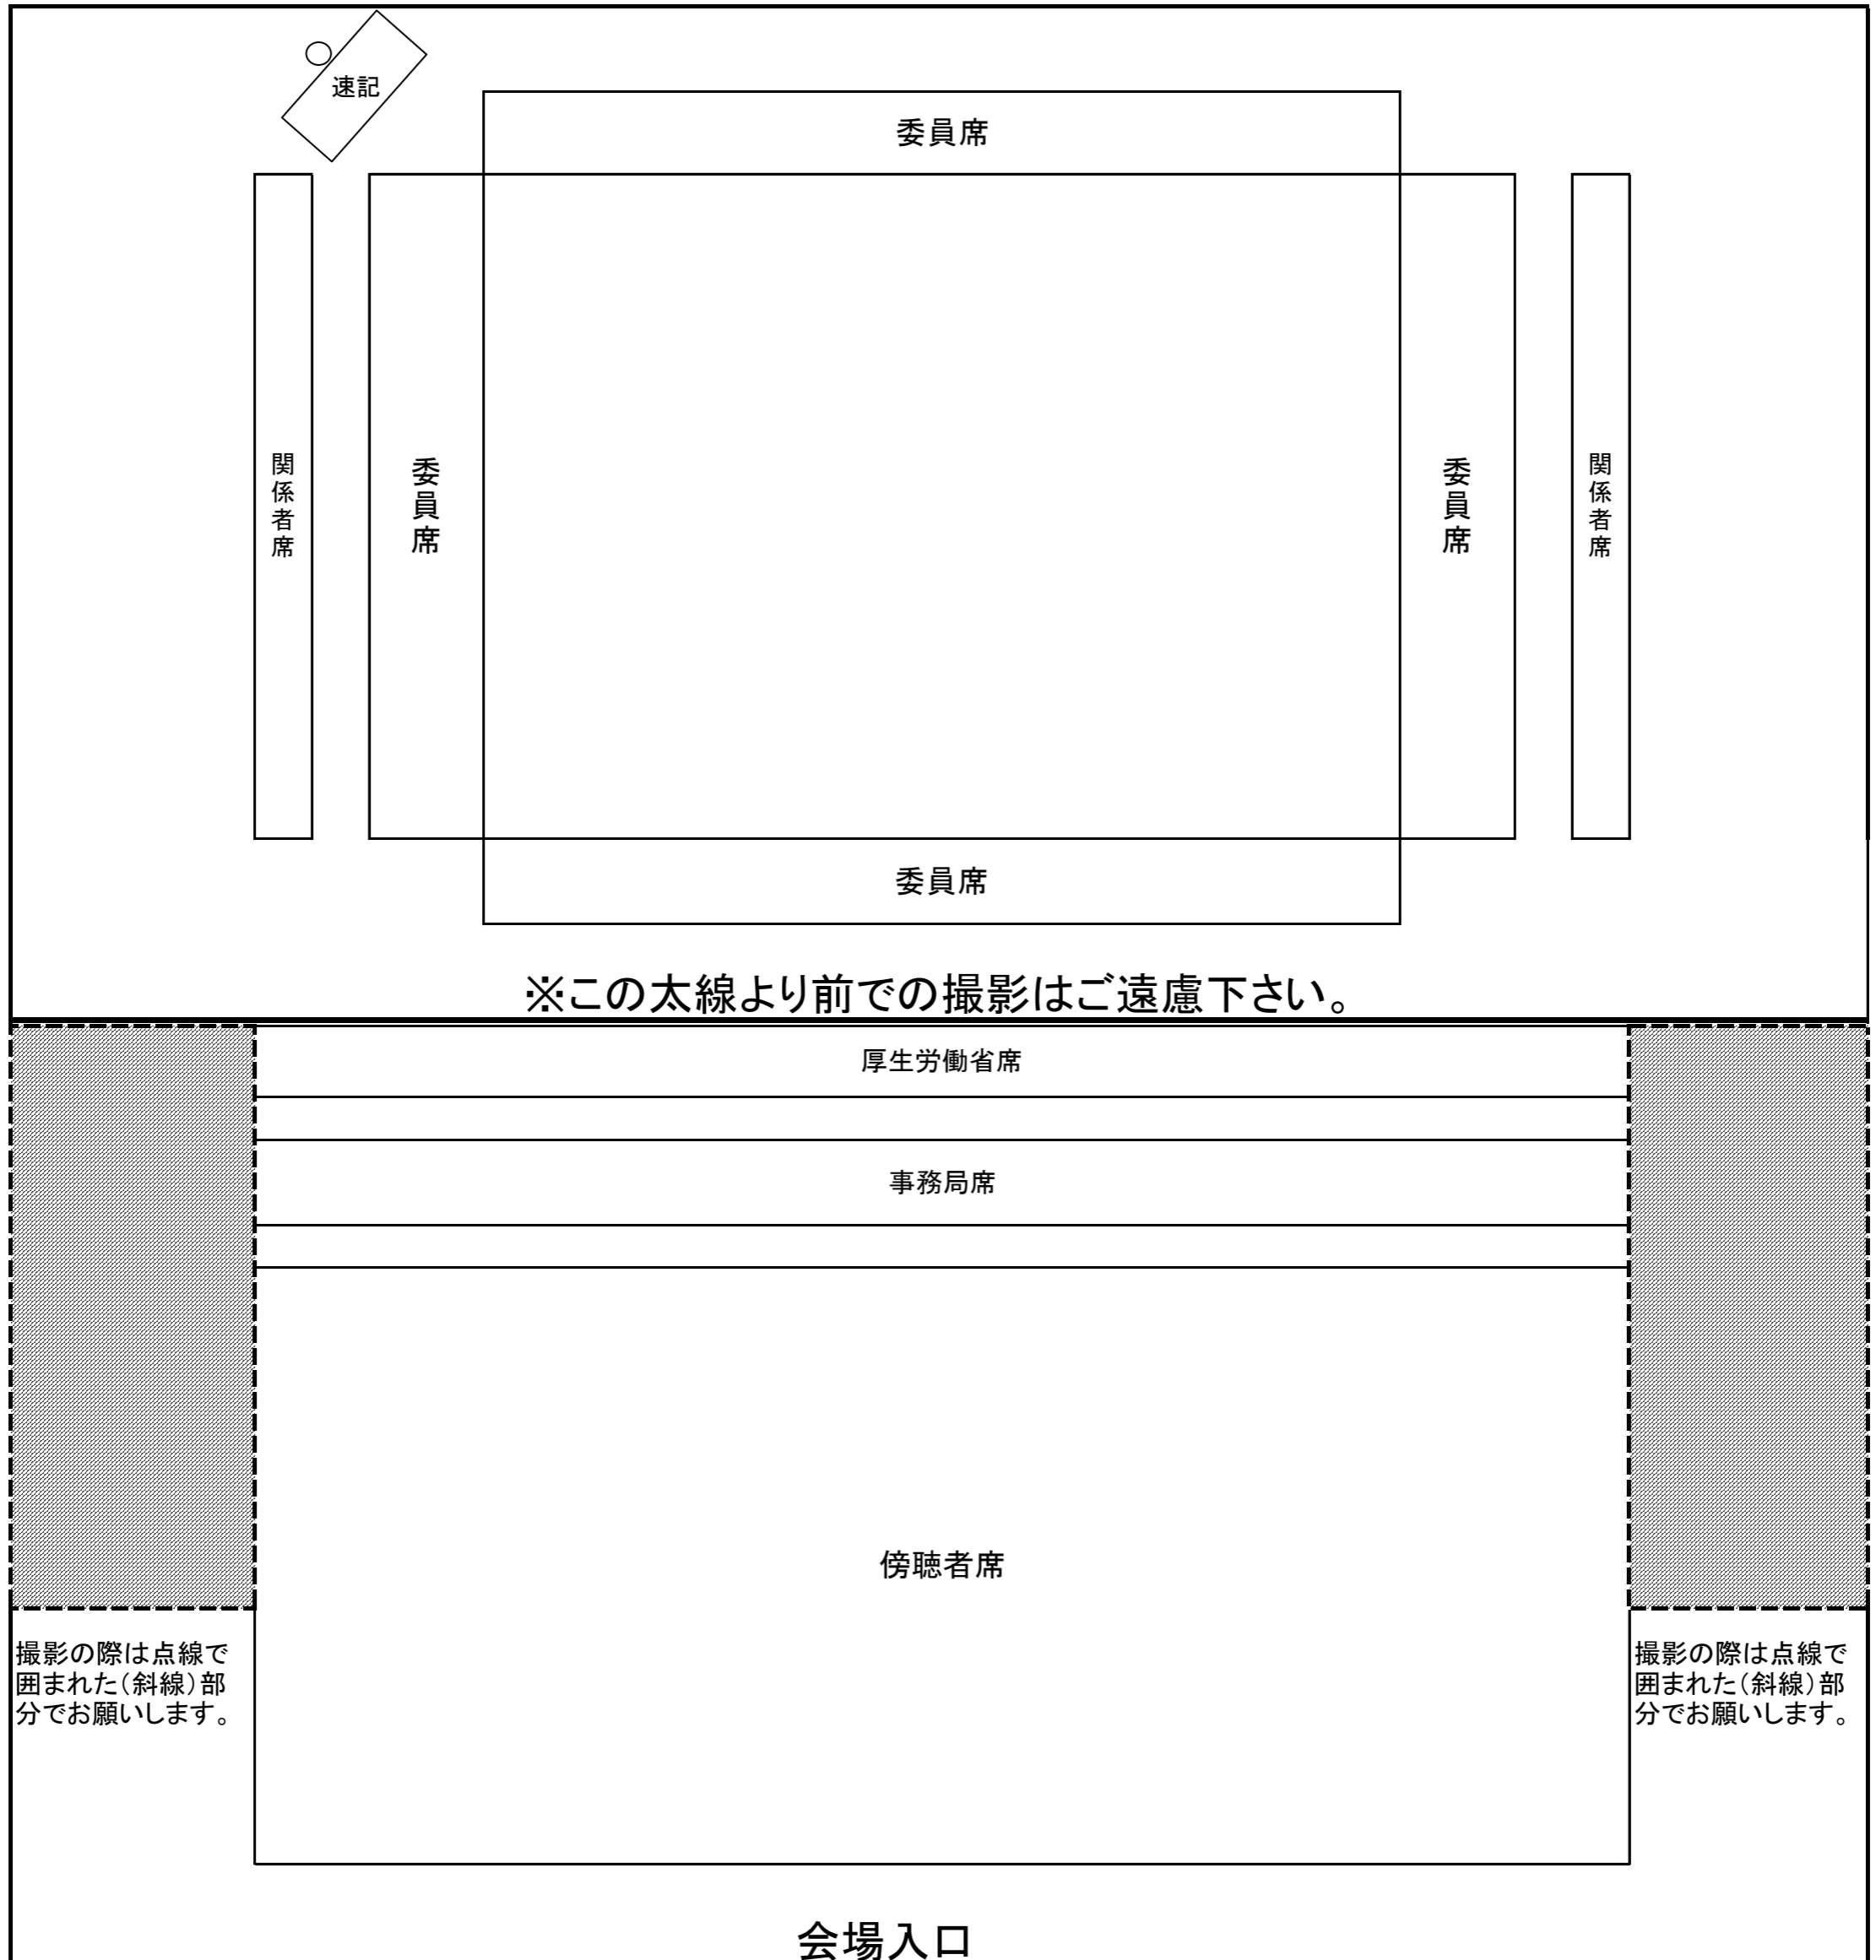 速記
委員席
関係者席
委員席
委員席
関係者席
委員席
※この太線より前での撮影はご遠慮下さい。
厚生労働省席
事務局席
傍聴者席
撮影の際は点線で
囲まれた（斜線）部
分でお願いします。
撮影の際は点線で
囲まれた（斜線）部
分でお願いします。
会場入口